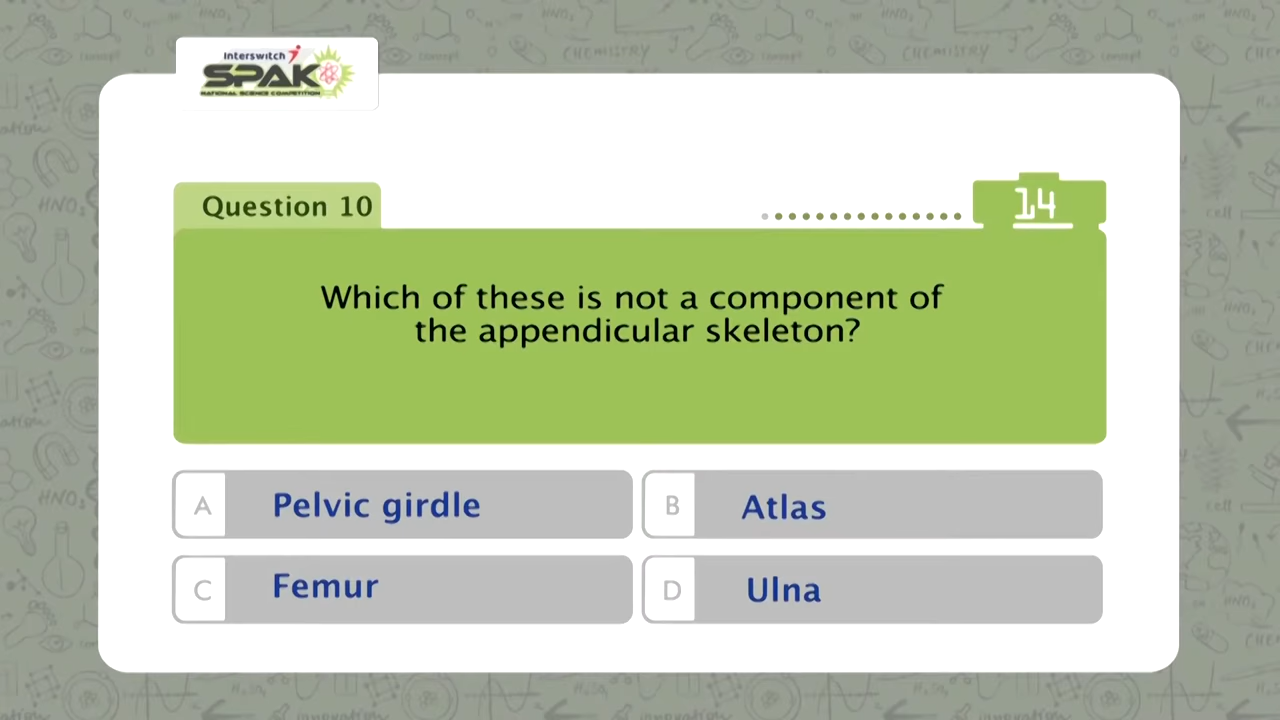 interswitch
SPAK
NATIONAL SCIENCE COMPETITION
Question 10
14
Which of these is not a component of
the appendicular skeleton?
A Pelvic girdle
B Atlas
C Femur
D Ulna